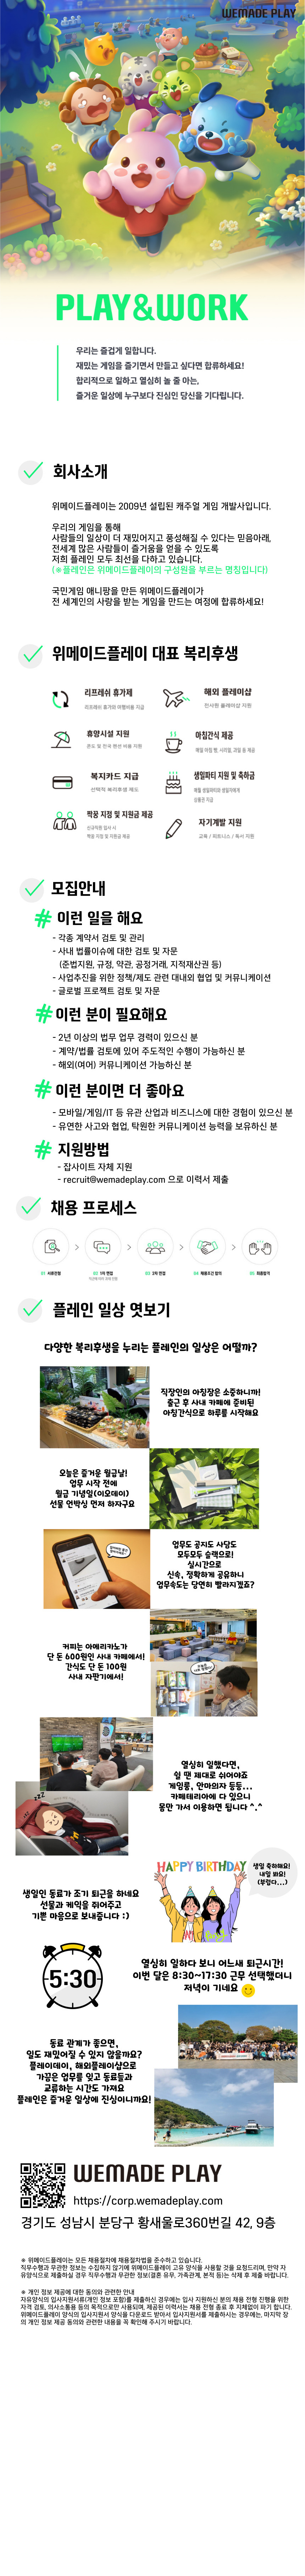 WEMADE PLAY
PLAY&WORK
우리는 즐겁게 일합니다.
재밌는 게임을 즐기면서 만들고 싶다면 합류하세요!
합리적으로 일하고 열심히 놀 줄 아는,
즐거운 일상에 누구보다 진심인 당신을 기다립니다.
회사소개
위메이드플레이는 2009년 설립된 캐주얼 게임 개발사입니다.
우리의 게임을 통해
사람들의 일상이 더 재밌어지고 풍성해질 수 있다는 믿음아래,
전세계 많은 사람들이 즐거움을 얻을 수 있도록
저희 플레인 모두 최선을 다하고 있습니다.
(※플레인은 위메이드플레이의 구성원을 부르는 명칭입니다)
국민게임 애니팡을 만든 위메이드플레이가
전 세계인의 사랑을 받는 게임을 만드는 여정에 합류하세요!
위메이드플레이 대표 복리후생
리프레쉬 휴가제
리프레쉬 휴가와 여행비용 지급
해외 플레이샵
전사원 플레이샵 지원
휴양시설 지원
콘도 및 전국 펜션 비용 지원
아침간식 제공
매일 아침 빵, 시리얼, 과일 등 제공
복지카드 지급
선택적 복리후생 제도
생일파티 지원 및 축하금
매월 생일파티와 생일자에게
상품권 지급
짝꿍 지정 및 지원금 제공
신규직원 입사 시
짝꿍 지정 및 지원금 제공
자기계발 지원
교육 / 피트니스 / 독서 지원
모집안내
# 이런 일을 해요
- 각종 계약서 검토 및 관리
- 사내 법률이슈에 대한 검토 및 자문
(준법지원, 규정, 약관, 공정거래, 지적재산권 등)
- 사업추진을 위한 정책/제도 관련 대내외 협업 및 커뮤니케이션
- 글로벌 프로젝트 검토 및 자문
# 이런 분이 필요해요
- 2년 이상의 법무 업무 경력이 있으신 분
- 계약/법률 검토에 있어 주도적인 수행이 가능하신 분
- 해외(영어) 커뮤니케이션 가능하신 분
# 이런 분이면 더 좋아요
- 모바일/게임/IT 등 유관 산업과 비즈니스에 대한 경험이 있으신 분
- 유연한 사고와 협업, 탁월한 커뮤니케이션 능력을 보유하신 분
# 지원방법
- 잡사이트 자체 지원
- recruit@wemadeplay.com 으로 이력서 제출
채용 프로세스
01 서류전형
02 1차 면접
03 2차 면접
04 채용조건 협의
05 최종합격
플레인 일상 엿보기
다양한 복리후생을 누리는 플레인의 일상은 어떨까?
직장인의 아침잠은 소중하니까!
출근 후 사내 카페에 준비된
아침간식으로 하루를 시작해요
오늘은 즐거운 월급날!
업무 시작 전에
월급 기념일(이오데이)
선물 언박싱 먼저 하자구요
업무도 공지도 사담도
모두모두 슬랙으로!
실시간으로
신속, 정확하게 공유하니
업무속도는 당연히 빨라지겠죠?
커피는 아메리카노가
단 돈 600원인 사내 카페에서!
간식도 단 돈 100원
사내 자판기에서!
열심히 일했다면,
쉴 땐 제대로 쉬어야죠
게임룸, 안마의자 등등...
카페테리아에 다 있으니
몸만 가서 이용하면 됩니다 ^.^
zzZ
HAPPY BIRTHDAY
생일 축하해요!
내일 봐요!
(부럽다...)
생일인 동료가 조기 퇴근을 하네요
선물과 케익을 쥐어주고
기쁜 마음으로 보내줍니다 :)
5:30
열심히 일하다 보니 어느새 퇴근시간!
이번 달은 8:30~17:30 근무 선택했더니
저녁이 기네요
동료 관계가 좋으면,
일도 재밌어질 수 있지 않을까요?
플레이데이, 해외플레이샵으로
가끔은 업무를 잊고 동료들과
교류하는 시간도 가져요
플레인은 즐거운 일상에 진심이니까요!
WEMADE PLAY
https://corp.wemadeplay.com
경기도 성남시 분당구 황새울로360번길 42, 9층
※ 위메이드플레이는 모든 채용절차에 채용절차법을 준수하고 있습니다.
직무수행과 무관한 정보는 수집하지 않기에 위메이드플레이 고유 양식을 사용할 것을 요청드리며, 만약 자
유양식으로 제출하실 경우 직무수행과 무관한 정보(결혼 유무, 가족관계, 본적 등)는 삭제 후 제출 바랍니다.
※ 개인 정보 제공에 대한 동의와 관련한 안내
자유양식의 입사지원서류(개인 정보 포함)를 제출하신 경우에는 입사 지원하신 분의 채용 전형 진행을 위한
자격 검토, 의사소통용 등의 목적으로만 사용되며, 제공된 이력서는 채용 전형 종료 후 지체없이 파기 합니다.
위메이드플레이 양식의 입사지원서 양식을 다운로드 받아서 입사지원서를 제출하시는 경우에는, 마지막 장
의 개인 정보 제공 동의와 관련한 내용을 꼭 확인해 주시기 바랍니다.